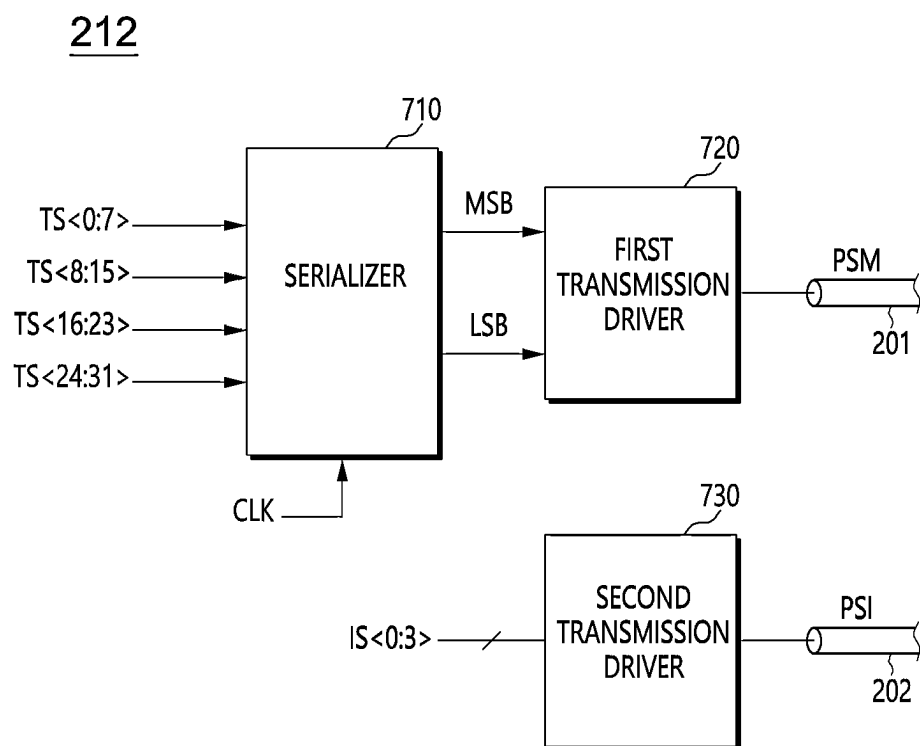 212
710
720
TS<0:7>
TS<8:15>
TS<16:23>
TS<24:31>
SERIALIZER
MSB
LSB
FIRST
TRANSMISSION
DRIVER
PSM
201
CLK
730
IS<0:3>
SECOND
TRANSMISSION
DRIVER
PSI
202